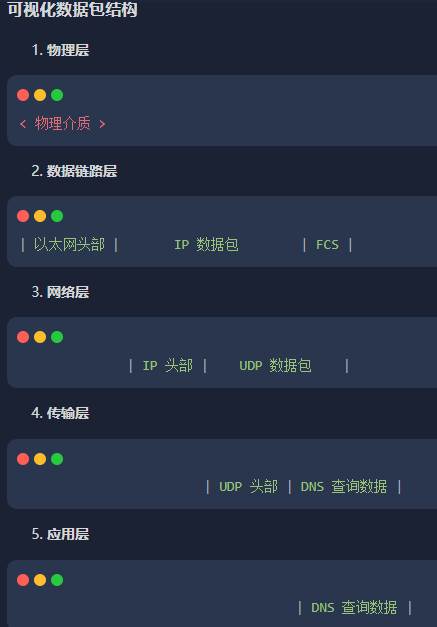 可视化数据包结构
1. 物理层
< 物理介质 >
2. 数据链路层
| 以太网头部 | IP 数据包 | FCS |
3. 网络层
| IP 头部 | UDP 数据包 |
4. 传输层
| UDP 头部 | DNS 查询数据 |
5. 应用层
| DNS 查询数据 |